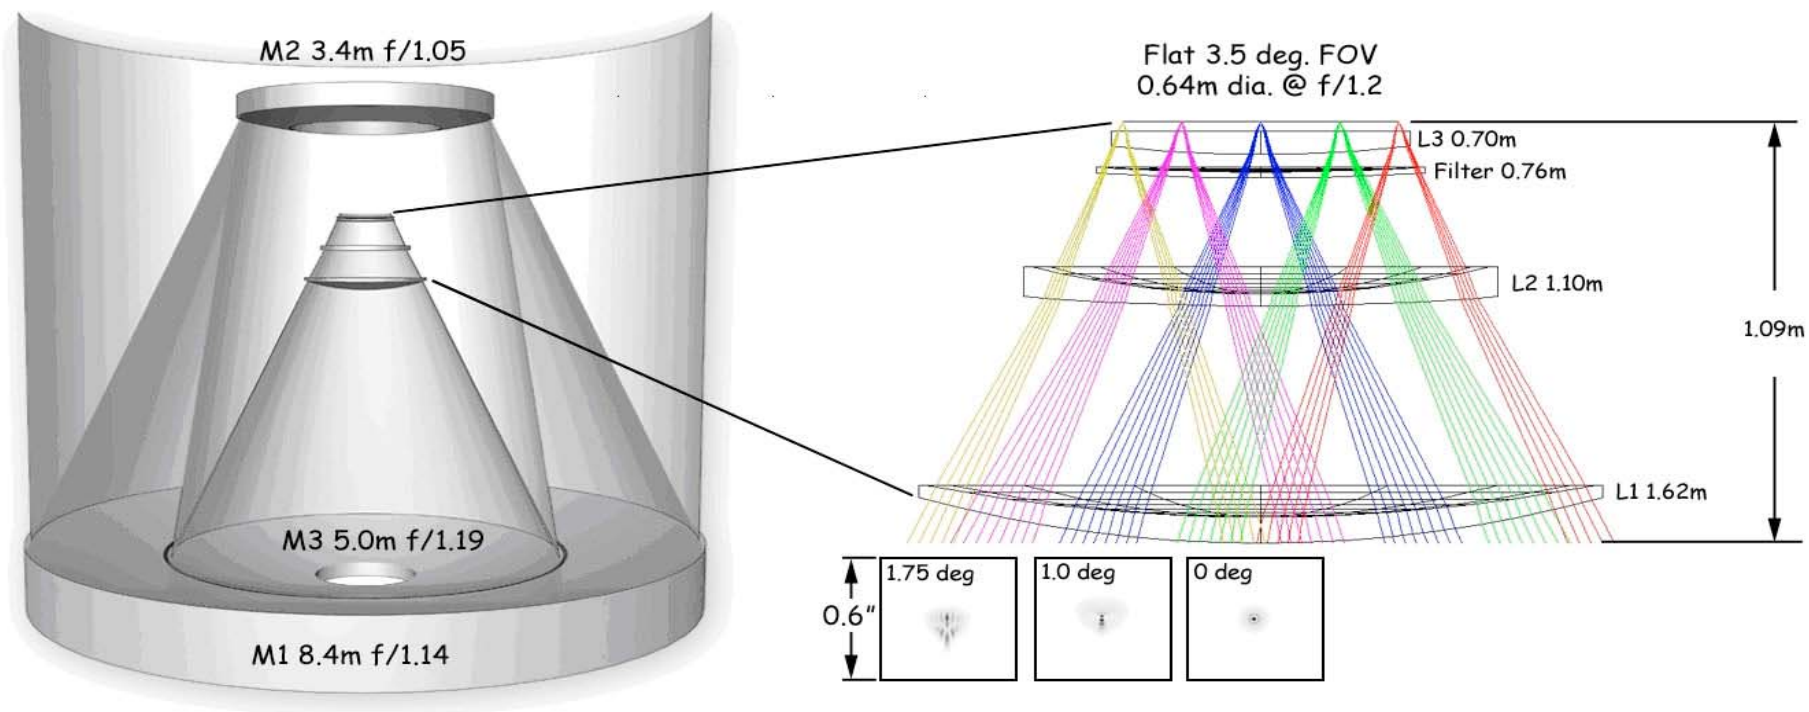 M2 3.4m f/1.05
M3 5.0m f/1.19
M1 8.4m f/1.14
Flat 3.5 deg. FOV
0.64m dia. @ f/1.2
L3 0.70m
Filter 0.76m
L2 1.10m
1.09m
L1 1.62m
0.6"
1.75 deg
1.0 deg
0 deg